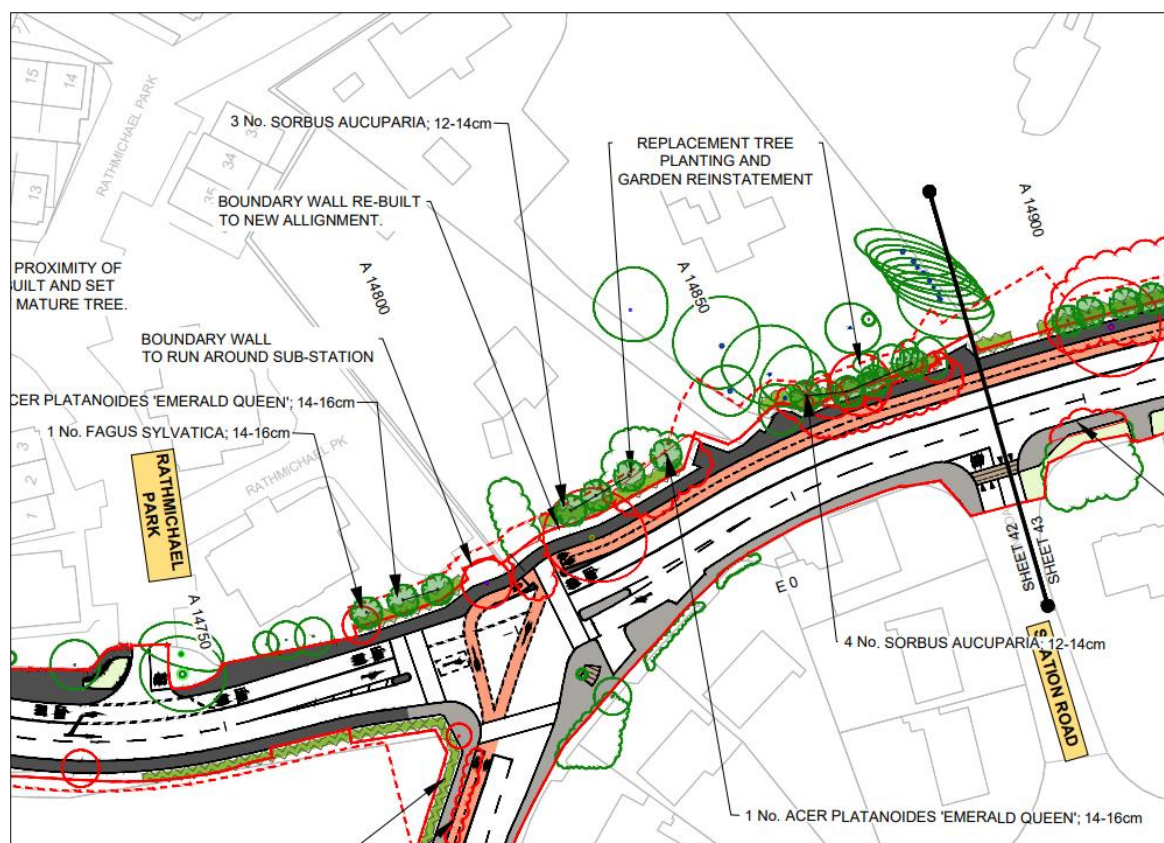 15
14
RATHMICHAEL PARK
13
34
35
3 No. SORBUS AUCUPARIA; 12-14cm
REPLACEMENT TREE
PLANTING AND
GARDEN REINSTATEMENT
BOUNDARY WALL RE-BUILT
TO NEW ALLIGNMENT.
A 14900
A 14850
A 14800
PROXIMITY OF
UILT AND SET
MATURE TREE.
BOUNDARY WALL
TO RUN AROUND SUB-STATION
CER PLATANOIDES 'EMERALD QUEEN'; 14-16cm
1 No. FAGUS SYLVATICA; 14-16cm
3
2
1
RATHMICHAEL
PARK
RATHMICHAEL PK
A 14750
E 0
SHEET 42
SHEET 43
4 No. SORBUS AUCUPARIA; 12-14cm
STATION ROAD
1 No. ACER PLATANOIDES 'EMERALD QUEEN'; 14-16cm